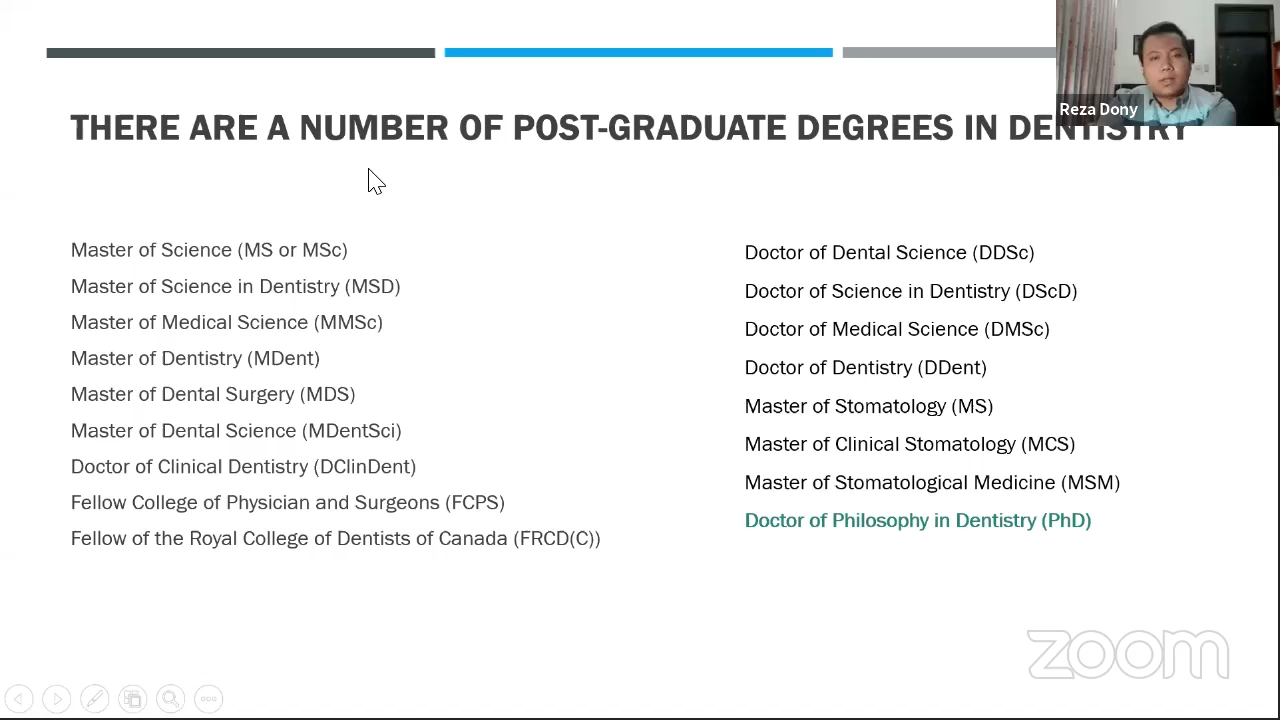 THERE ARE A NUMBER OF POST-GRADUATE DEGREES IN DENTISTRY
Reza Dony
Master of Science (MS or MSc)
Master of Science in Dentistry (MSD)
Master of Medical Science (MMSc)
Master of Dentistry (MDent)
Master of Dental Surgery (MDS)
Master of Dental Science (MDentSci)
Doctor of Clinical Dentistry (DClinDent)
Fellow College of Physician and Surgeons (FCPS)
Fellow of the Royal College of Dentists of Canada (FRCD(C))
Doctor of Dental Science (DDSc)
Doctor of Science in Dentistry (DScD)
Doctor of Medical Science (DMSc)
Doctor of Dentistry (DDent)
Master of Stomatology (MS)
Master of Clinical Stomatology (MCS)
Master of Stomatological Medicine (MSM)
Doctor of Philosophy in Dentistry (PhD)
zoom